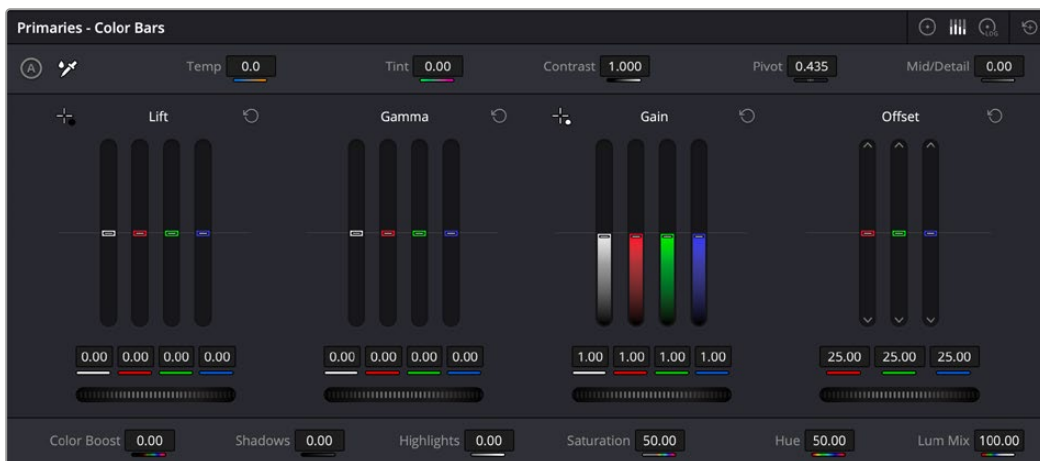 Primaries - Color Bars
LOG
A Temp 0.0 Tint 0.00 Contrast 1.000 Pivot 0.435 Mid/Detail 0.00
Lift Gamma Gain Offset
0.00 0.00 0.00 0.00 0.00 0.00 0.00 0.00 1.00 1.00 1.00 1.00 25.00 25.00 25.00
Color Boost 0.00 Shadows 0.00 Highlights 0.00 Saturation 50.00 Hue 50.00 Lum Mix 100.00